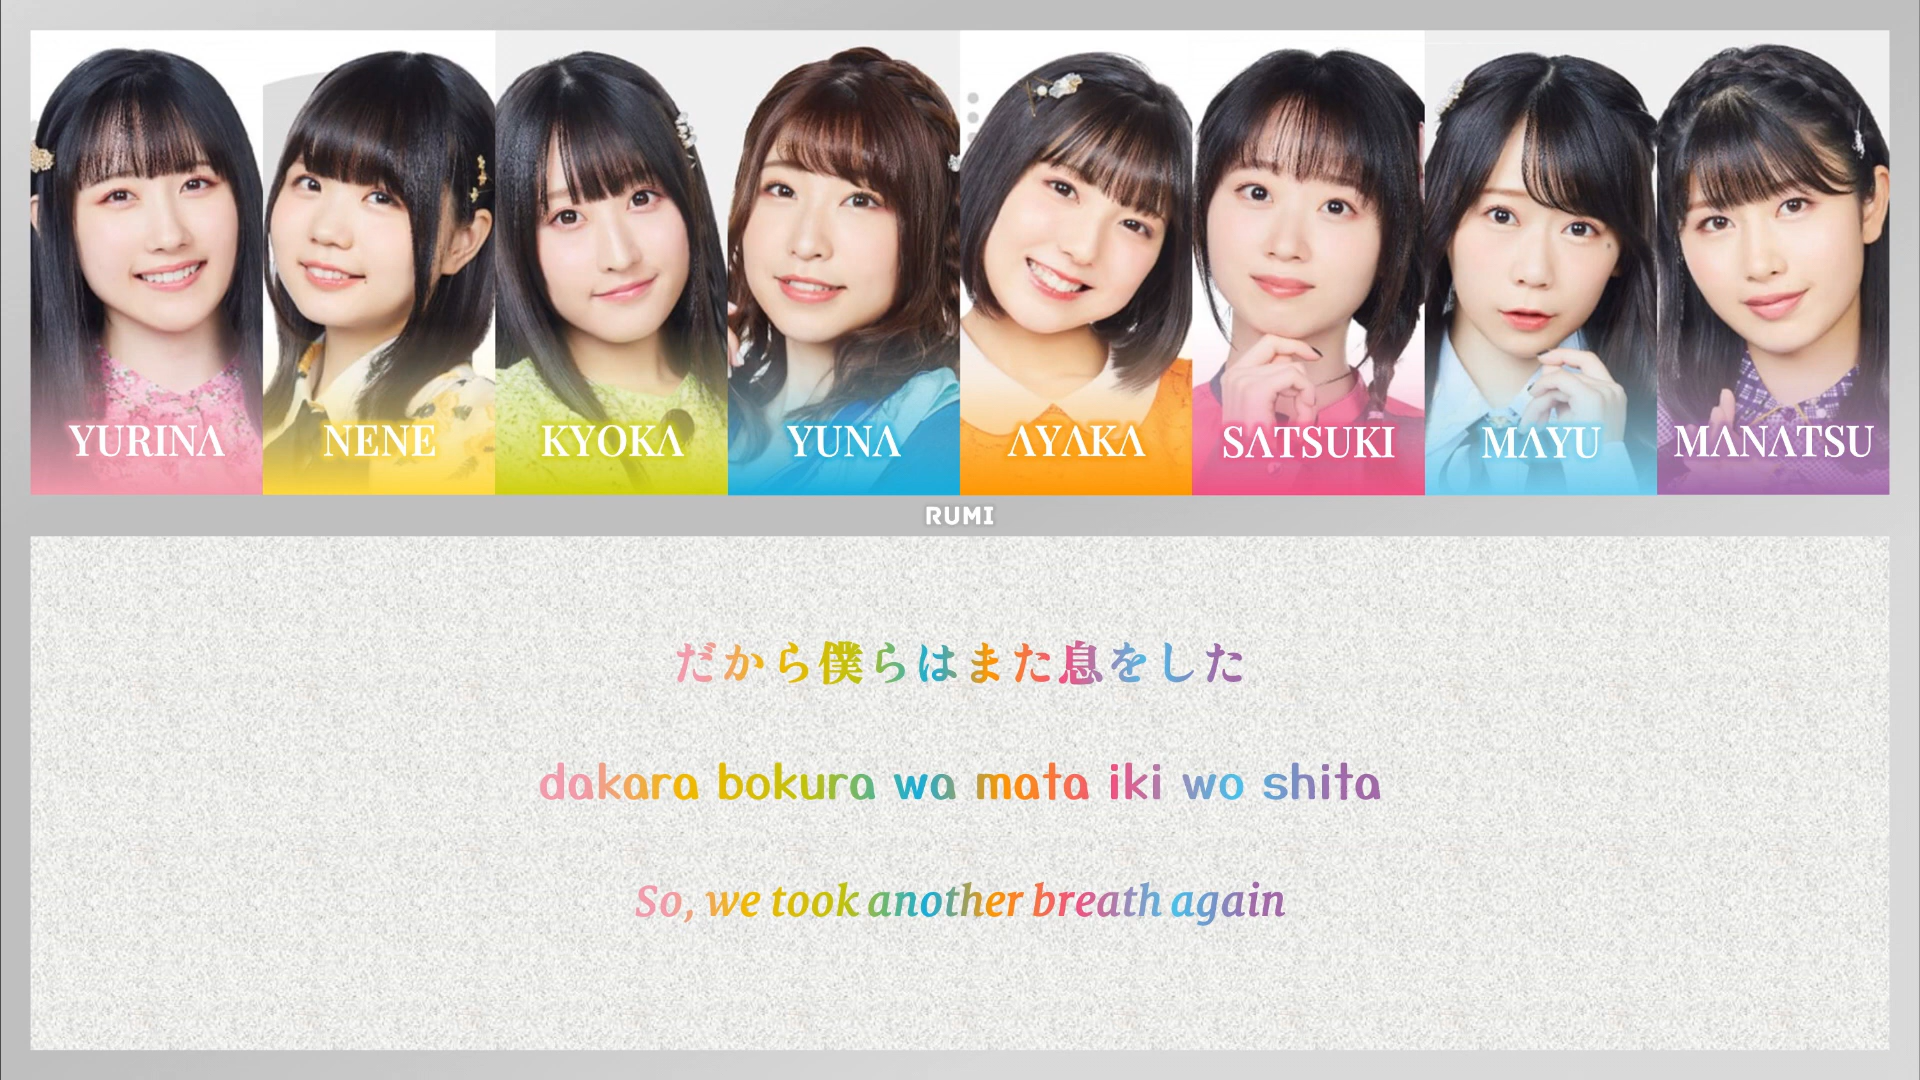 YURINA NENE KYOKA YUNA AYAKA SATSUKI MAYU MANATSU
RUMI
だから僕らはまた息をした
dakara bokura wa mata iki wo shita
So, we took another breath again